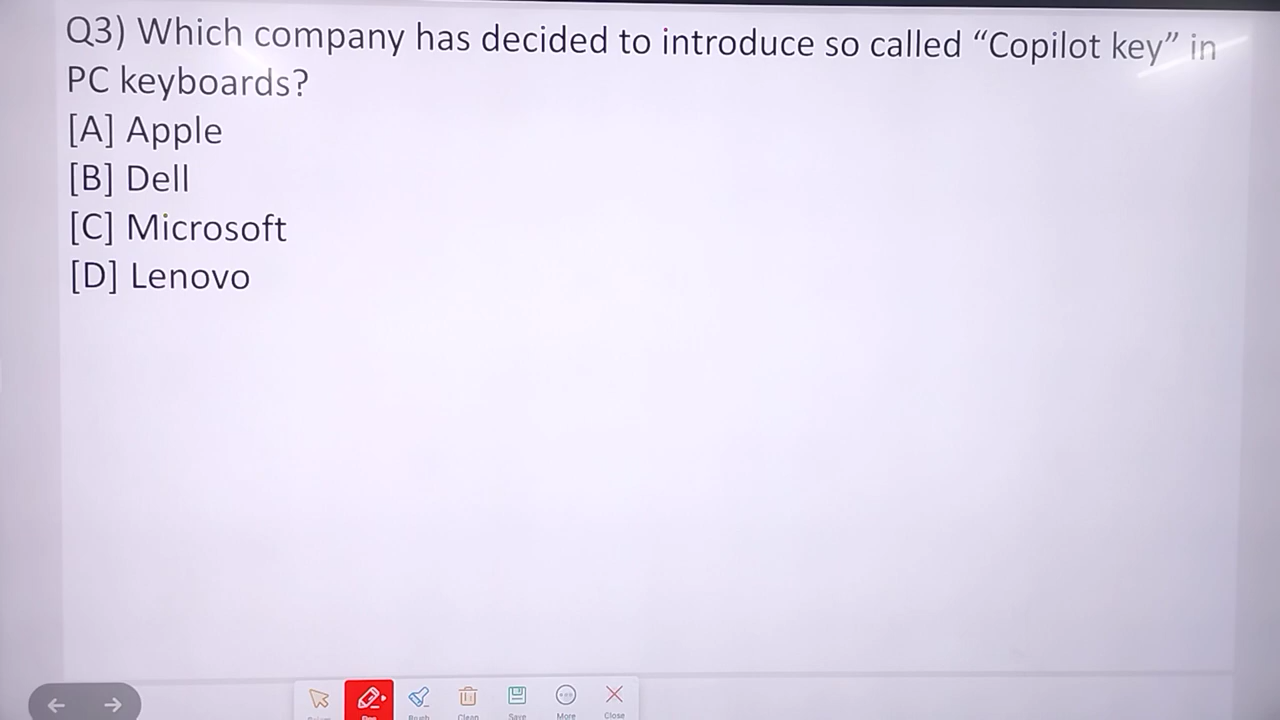 Q3) Which company has decided to introduce so called “Copilot key” in
PC keyboards?
[A] Apple
[B] Dell
[C] Microsoft
[D] Lenovo
Clean
Save
More
Close